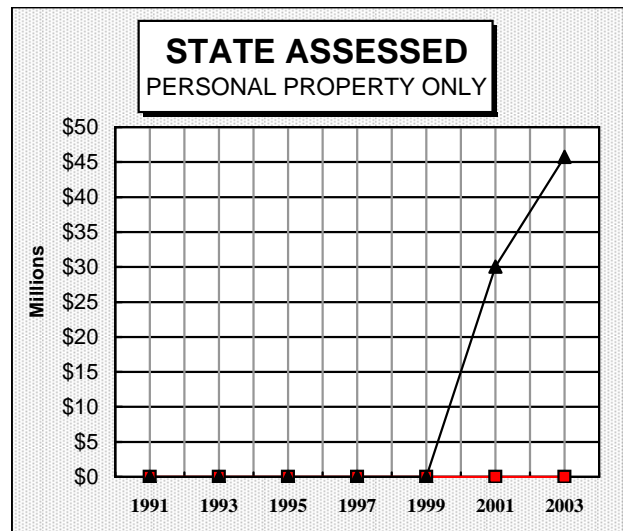 STATE ASSESSED
PERSONAL PROPERTY ONLY
$50
$45
$40
$35
$30
$25
$20
$15
$10
$5
$0
Millions
1991 1993 1995 1997 1999 2001 2003